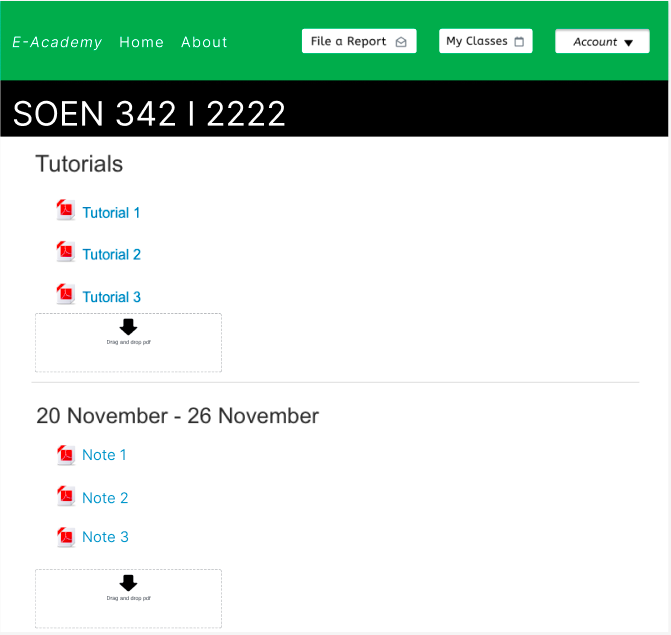 E-Academy Home About File a Report My Classes Account ▼
SOEN 342 I 2222
Tutorials
Tutorial 1
Tutorial 2
Tutorial 3
Drag and drop pdf
20 November - 26 November
Note 1
Note 2
Note 3
Drag and drop pdf